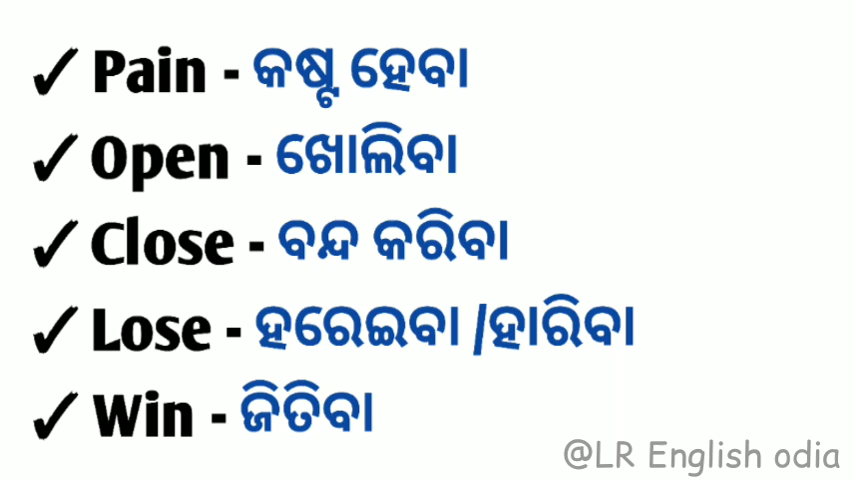 ✓ Pain - କଷ୍ଟ ହେବା
✓ Open - ଖୋଲିବା
✓ Close - ବନ୍ଦ କରିବା
✓ Lose - ହରେଇବା /ହାରିବା
✓ Win - ଜିତିବା
@LR English odia